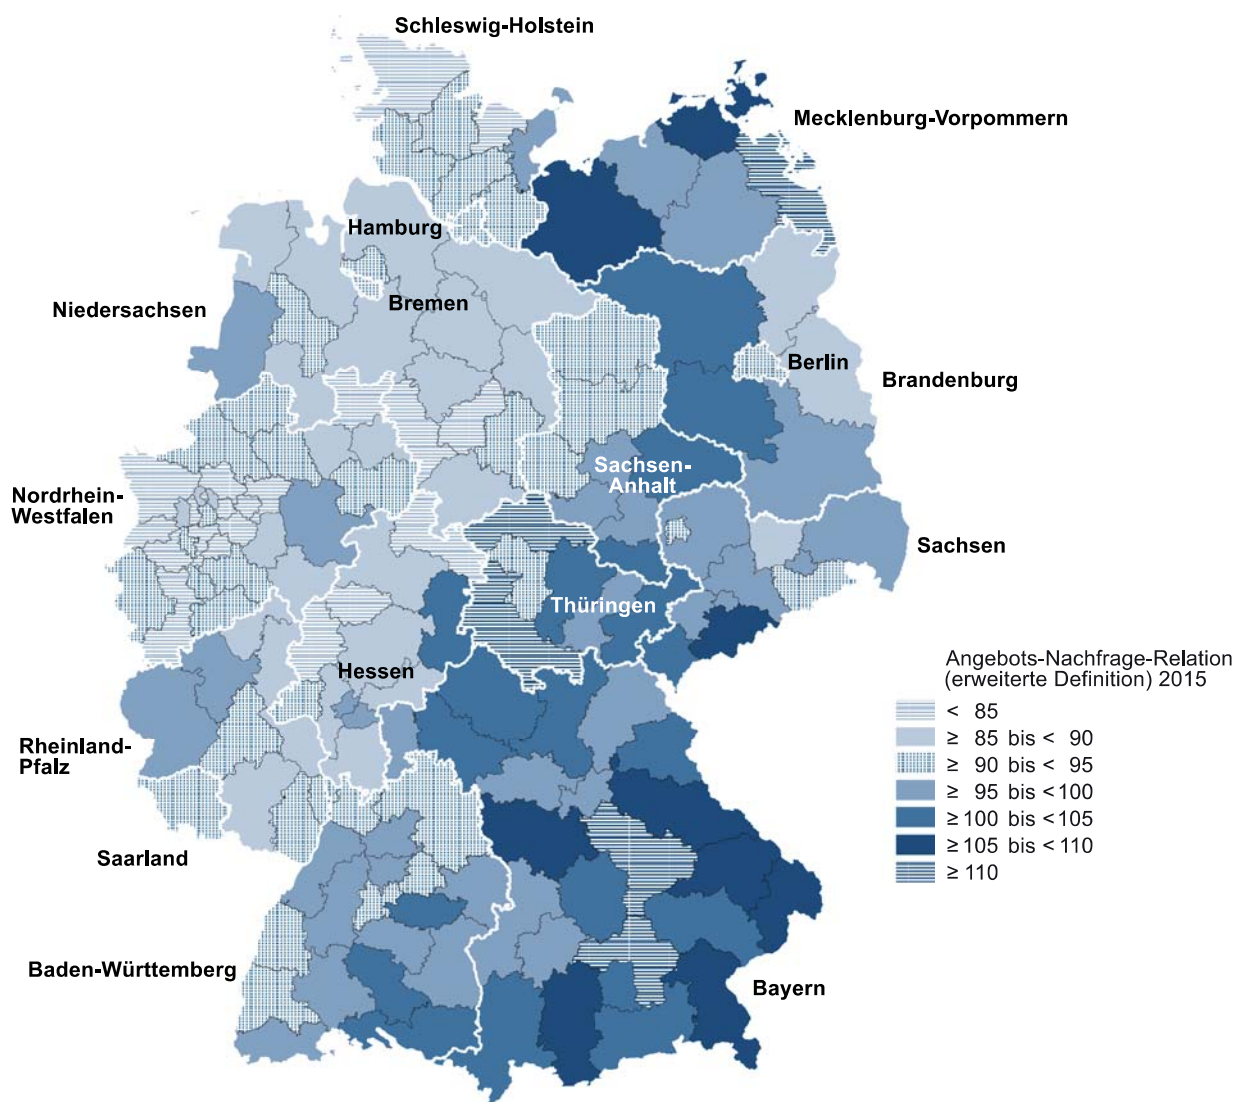 Schleswig-Holstein
Mecklenburg-Vorpommern
Hamburg
Niedersachsen
Bremen
Berlin
Brandenburg
Sachsen-
Anhalt
Nordrhein-
Westfalen
Sachsen
Thüringen
Hessen
Rheinland-
Pfalz
Saarland
Baden-Württemberg
Bayern
Angebots-Nachfrage-Relation
(erweiterte Definition) 2015
< 85
≥ 85 bis < 90
≥ 90 bis < 95
≥ 95 bis < 100
≥ 100 bis < 105
≥ 105 bis < 110
≥ 110